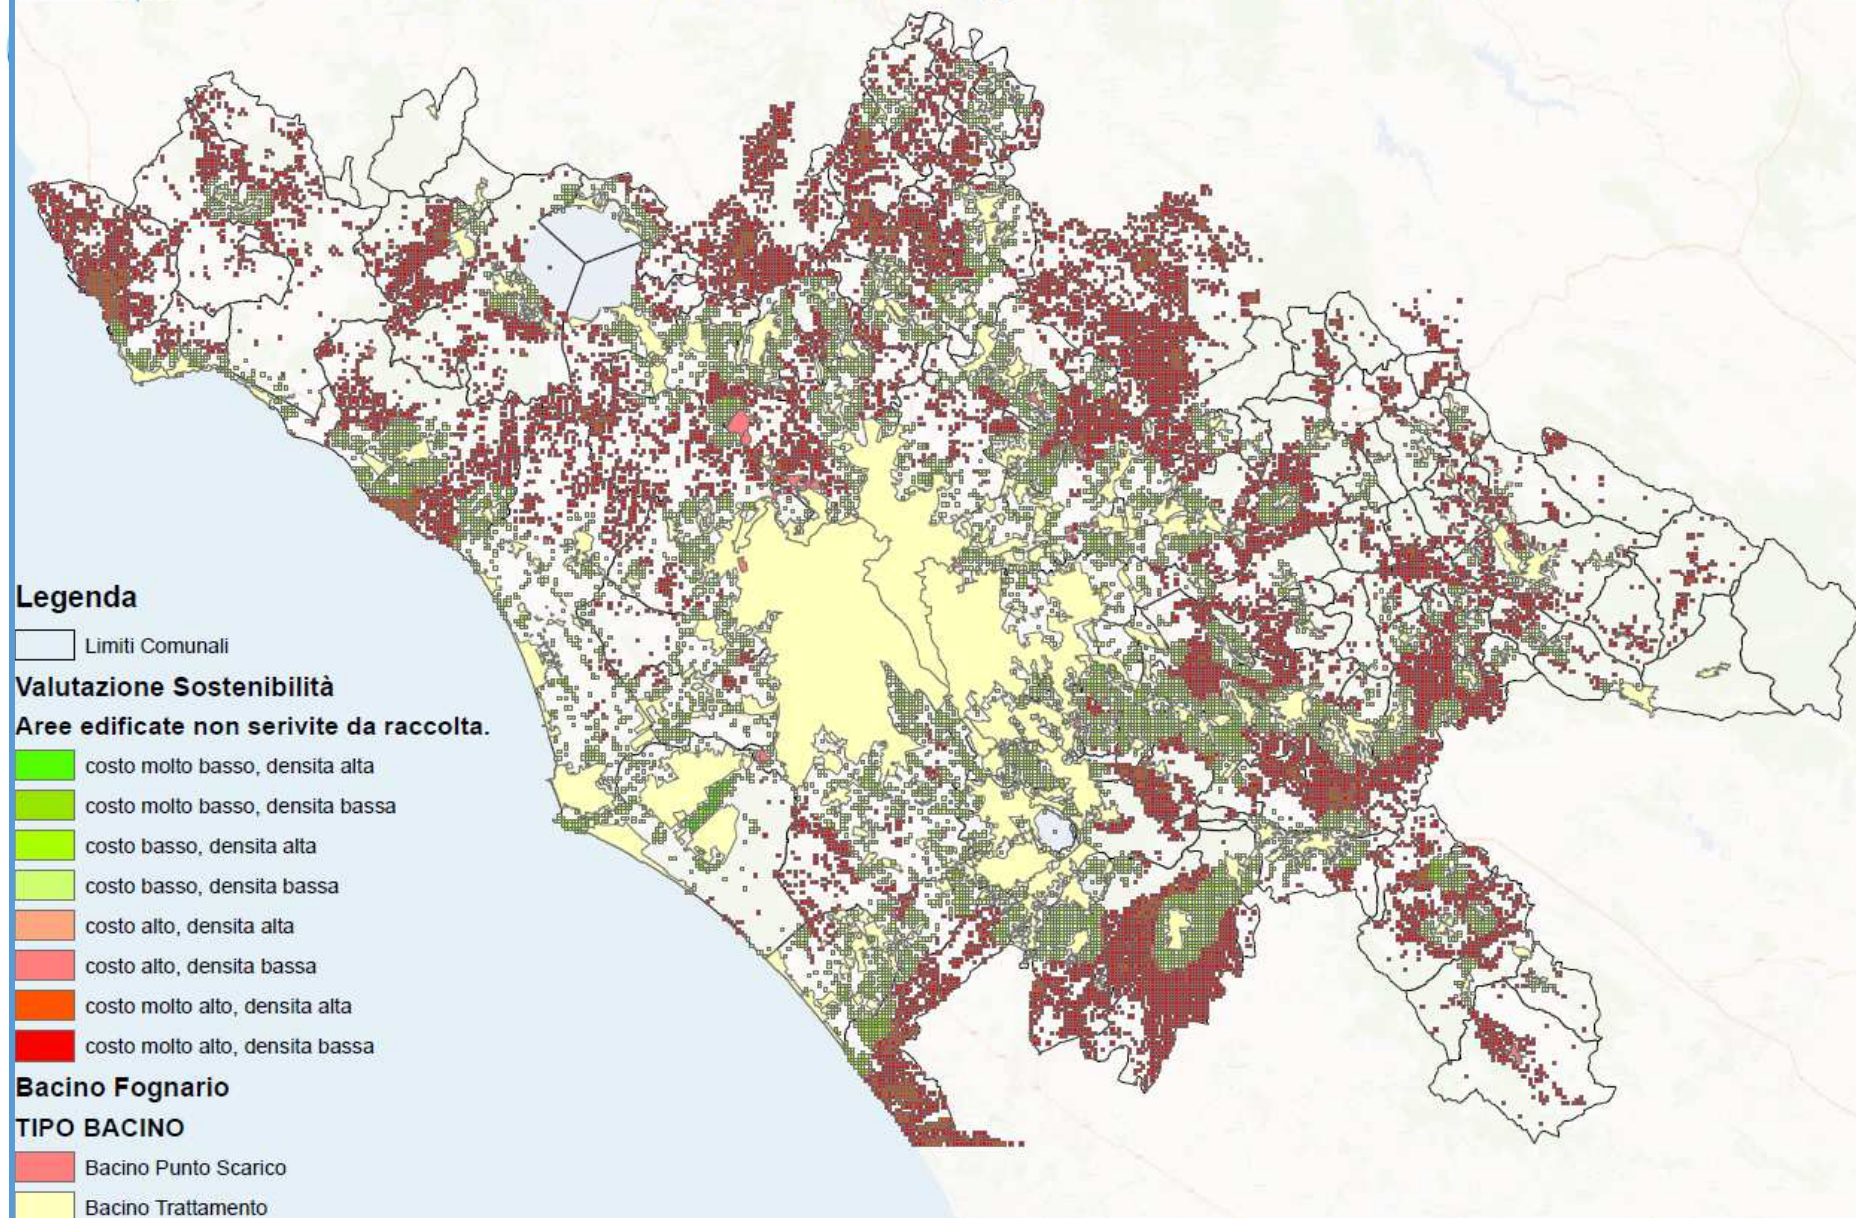 Legenda
Limiti Comunali
Valutazione Sostenibilità
Aree edificate non serivite da raccolta.
costo molto basso, densita alta
costo molto basso, densita bassa
costo basso, densita alta
costo basso, densita bassa
costo alto, densita alta
costo alto, densita bassa
costo molto alto, densita alta
costo molto alto, densita bassa
Bacino Fognario
TIPO BACINO
Bacino Punto Scarico
Bacino Trattamento